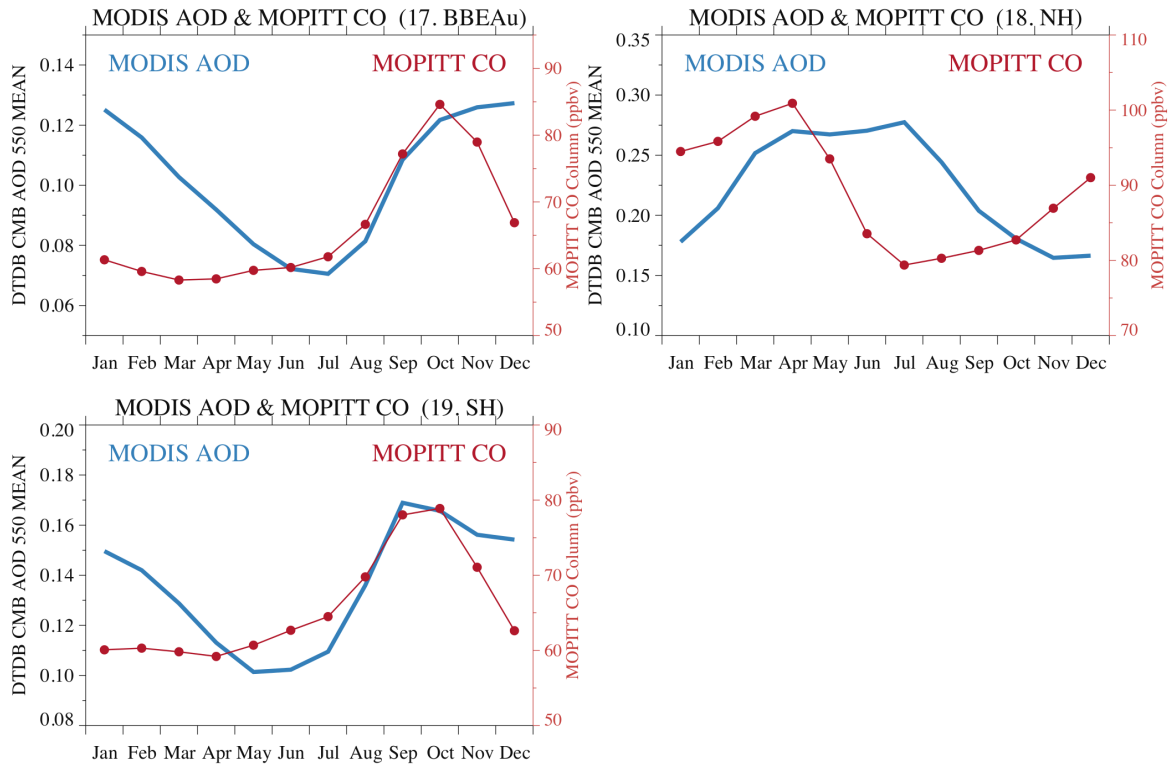 MODIS AOD & MOPITT CO (17. BBEAu)
MODIS AOD MOPITT CO
DTDB CMB AOD 550 MEAN
0.14
0.12
0.10
0.08
0.06
MOPITT CO Column (ppbv)
90
80
70
60
50
Jan Feb Mar Apr May Jun Jul Aug Sep Oct Nov Dec
MODIS AOD & MOPITT CO (18. NH)
MODIS AOD MOPITT CO
DTDB CMB AOD 550 MEAN
0.35
0.30
0.25
0.20
0.15
0.10
MOPITT CO Column (ppbv)
110
100
90
80
70
Jan Feb Mar Apr May Jun Jul Aug Sep Oct Nov Dec
MODIS AOD & MOPITT CO (19. SH)
MODIS AOD MOPITT CO
DTDB CMB AOD 550 MEAN
0.20
0.18
0.16
0.14
0.12
0.10
0.08
MOPITT CO Column (ppbv)
90
80
70
60
50
Jan Feb Mar Apr May Jun Jul Aug Sep Oct Nov Dec